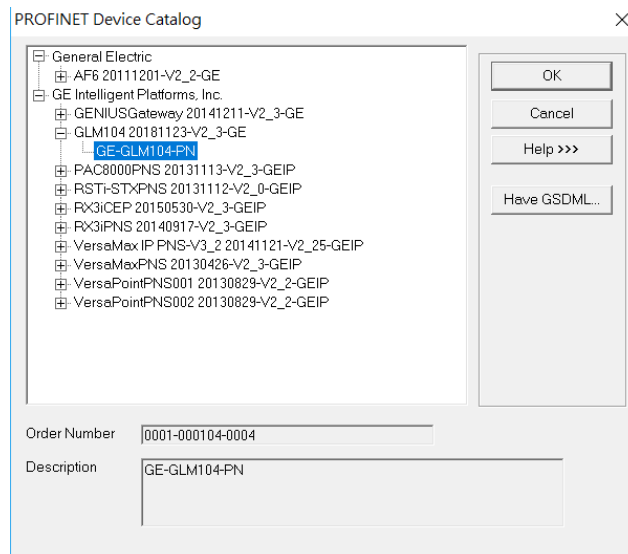 PROFINET Device Catalog
General Electric
AF6 20111201-V2_2-GE
GE Intelligent Platforms, Inc.
GENIUSGateway 20141211-V2_3-GE
GLM104 20181123-V2_3-GE
GE-GLM104-PN
PAC8000PNS 20131113-V2_3-GEIP
RSTi-STXPNS 20131112-V2_0-GEIP
RX3iCEP 20150530-V2_3-GEIP
RX3iPNS 20140917-V2_3-GEIP
VersaMax IP PNS-V3_2 20141121-V2_25-GEIP
VersaMaxPNS 20130426-V2_3-GEIP
VersaPointPNS001 20130829-V2_2-GEIP
VersaPointPNS002 20130829-V2_2-GEIP
OK
Cancel
Help >>>
Have GSDML...
Order Number 0001-000104-0004
Description GE-GLM104-PN